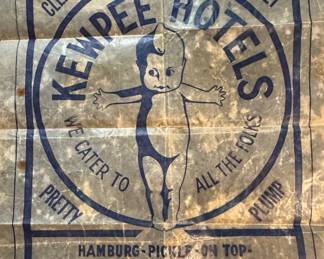 KEWPEE HOTELS
WE CATER TO ALL THE FOLKS
PRETTY PLUMP
HAMBURG-PICKLE-ON TOP-